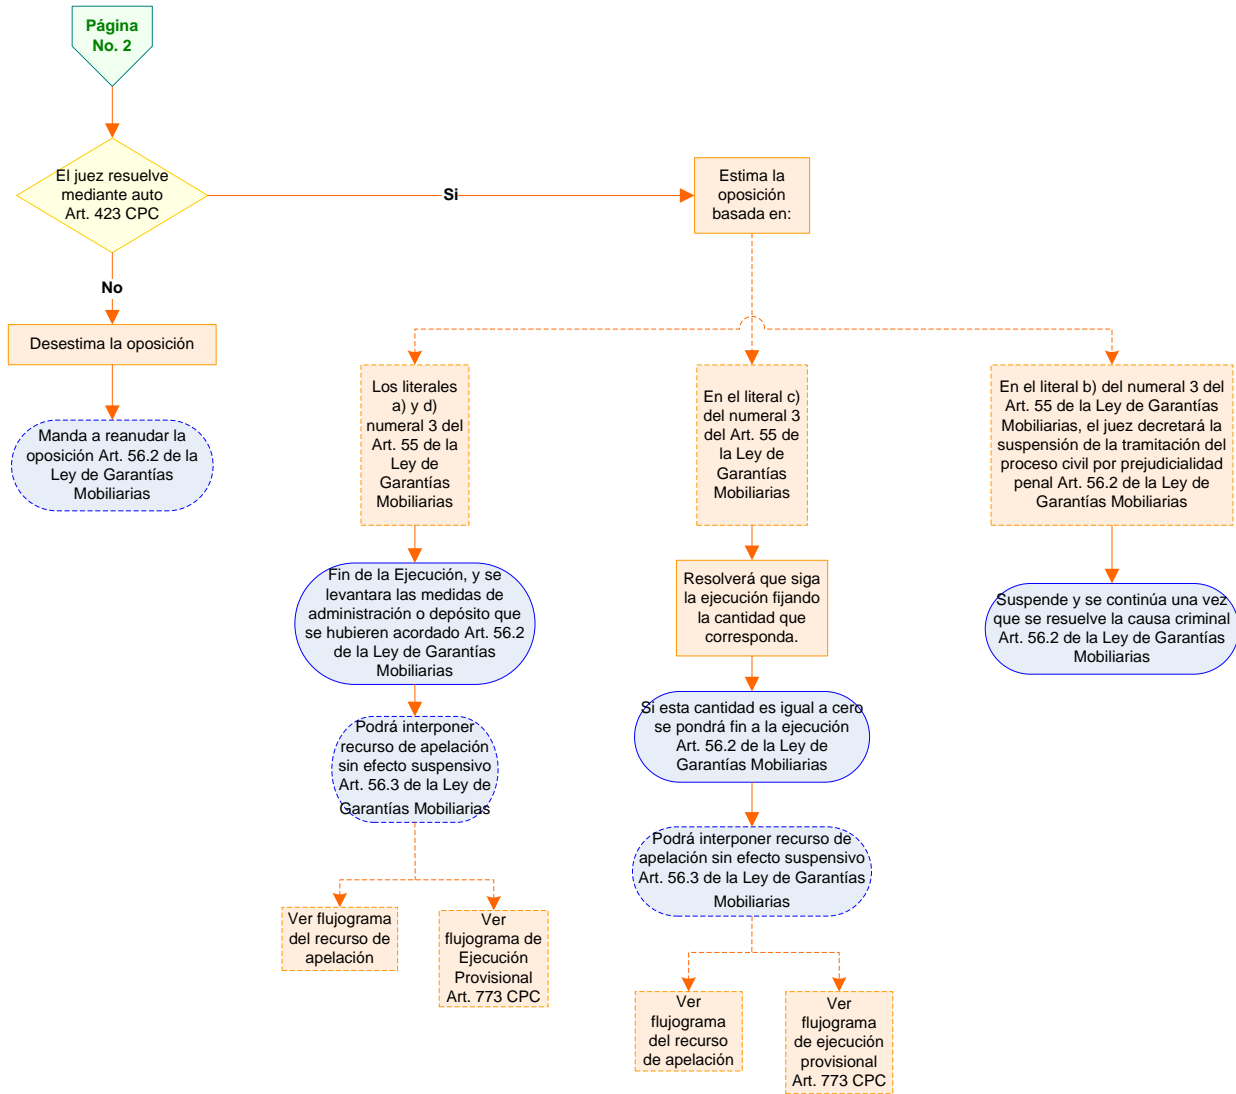 Página
No. 2
El juez resuelve
mediante auto
Art. 423 CPC
Si
Estima la
oposición
basada en:
No
Desestima la oposición
Manda a reanudar la
oposición Art. 56.2 de la
Ley de Garantías
Mobiliarias
Los literales
a) y d)
numeral 3 del
Art. 55 de la
Ley de
Garantías
Mobiliarias
En el literal c)
del numeral 3
del Art. 55 de
la Ley de
Garantías
Mobiliarias
En el literal b) del numeral 3 del
Art. 55 de la Ley de Garantías
Mobiliarias, el juez decretará la
suspensión de la tramitación del
proceso civil por prejudicialidad
penal Art. 56.2 de la Ley de
Garantías Mobiliarias
Fin de la Ejecución, y se
levantara las medidas de
administración o depósito que
se hubieren acordado Art. 56.2
de la Ley de Garantías
Mobiliarias
Resolverá que siga
la ejecución fijando
la cantidad que
corresponda.
Suspende y se continúa una vez
que se resuelve la causa criminal
Art. 56.2 de la Ley de Garantías
Mobiliarias
Podrá interponer
recurso de apelación
sin efecto suspensivo
Art. 56.3 de la Ley de
Garantías Mobiliarias
Si esta cantidad es igual a cero
se pondrá fin a la ejecución
Art. 56.2 de la Ley de
Garantías Mobiliarias
Podrá interponer recurso de
apelación sin efecto suspensivo
Art. 56.3 de la Ley de Garantías
Mobiliarias
Ver flujograma
del recurso de
apelación
Ver
flujograma de
Ejecución
Provisional
Art. 773 CPC
Ver
flujograma
del recurso
de apelación
Ver
flujograma
de ejecución
provisional
Art. 773 CPC